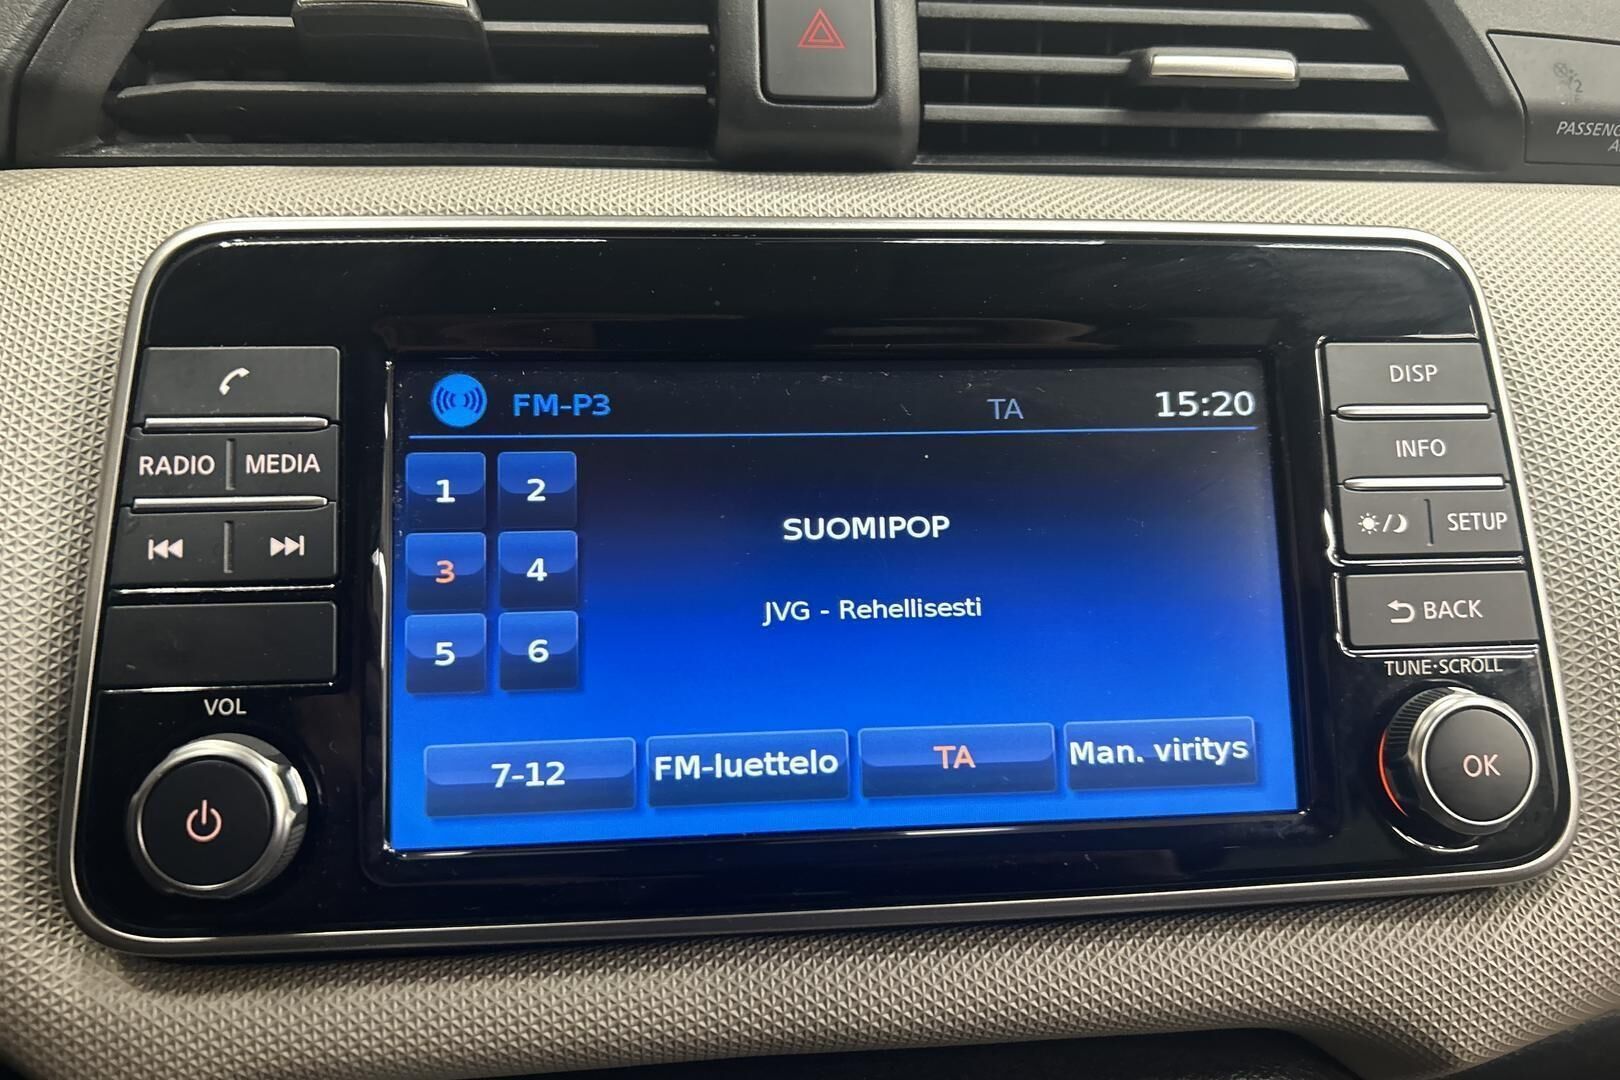 PASSENG
FM-P3 TA 15:20
1 2
3 4
5 6
SUOMIPOP
JVG - Rehellisesti
7-12 FM-luettelo TA Man. viritys
RADIO MEDIA
VOL
DISP
INFO
SETUP
BACK
TUNE·SCROLL
OK